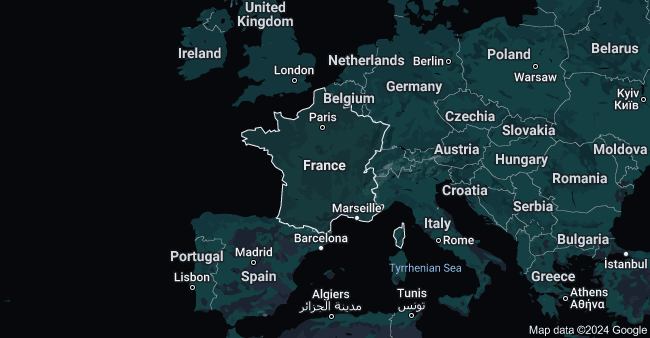 United
Kingdom
Ireland
Netherlands
Berlin
Poland
Belarus
London
Warsaw
Germany
Belgium
Kyiv
Київ
Paris
Czechia
Slovakia
Austria
Moldova
France
Hungary
Romania
Croatia
Marseille
Serbia
Italy
Barcelona
Rome
Bulgaria
Madrid
Portugal
İstanbul
Tyrrhenian Sea
Lisbon
Spain
Greece
Algiers
مدينة الجزائر
Tunis
تونس
Athens
Αθήνα
Map data ©2024 Google